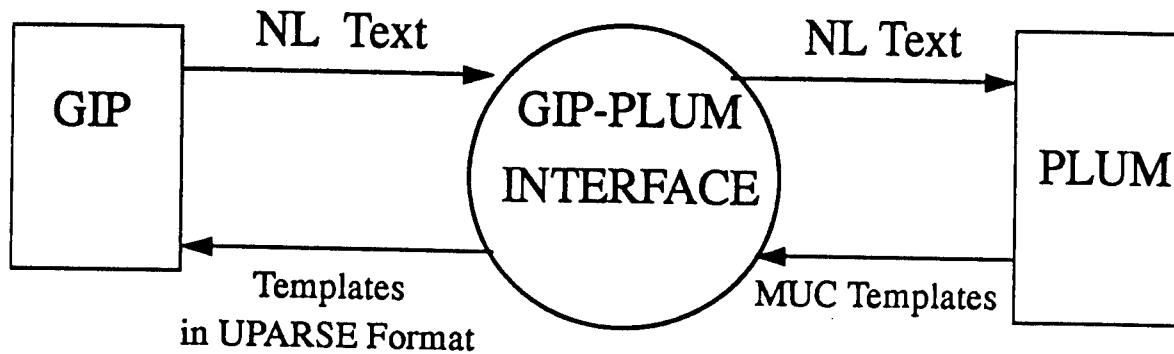 NL Text
NL Text
GIP
GIP-PLUM
INTERFACE
PLUM
Templates
in UPARSE Format
MUC Templates